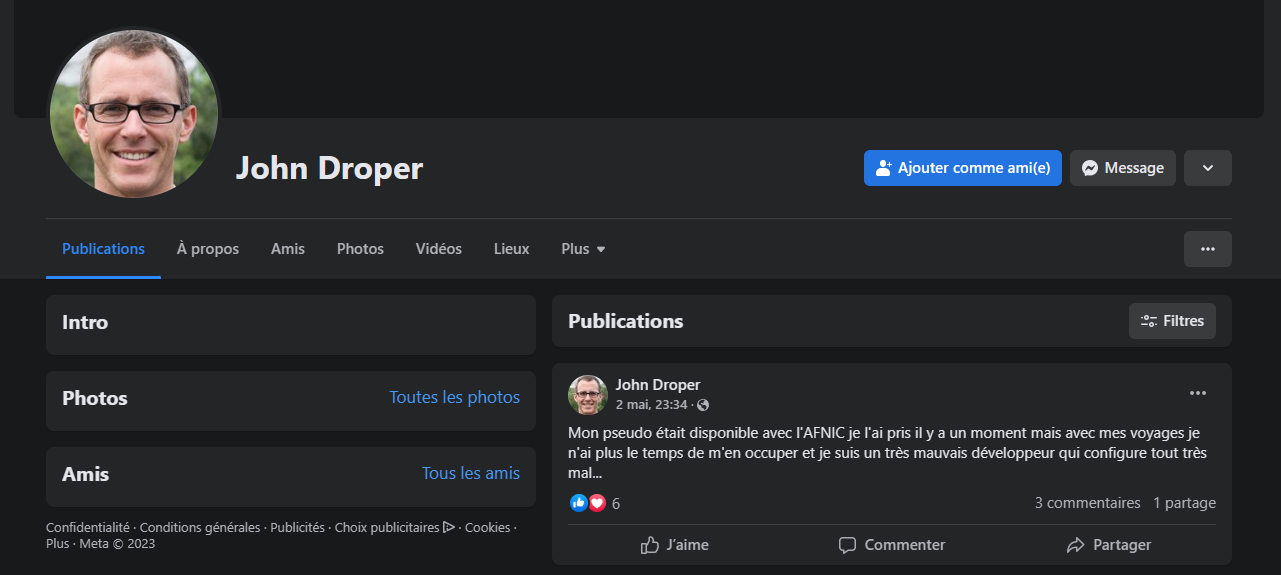 John Droper
Ajouter comme ami(e)
Message
Publications
À propos
Amis
Photos
Vidéos
Lieux
Plus
Intro
Photos
Toutes les photos
Amis
Tous les amis
Confidentialité · Conditions générales · Publicités · Choix publicitaires · Cookies ·
Plus · Meta © 2023
Publications
Filtres
John Droper
2 mai, 23:34 ·
Mon pseudo était disponible avec l'AFNIC je l'ai pris il y a un moment mais avec mes voyages je
n'ai plus le temps de m'en occuper et je suis un très mauvais développeur qui configure tout très
mal...
6
3 commentaires
1 partage
J'aime
Commenter
Partager